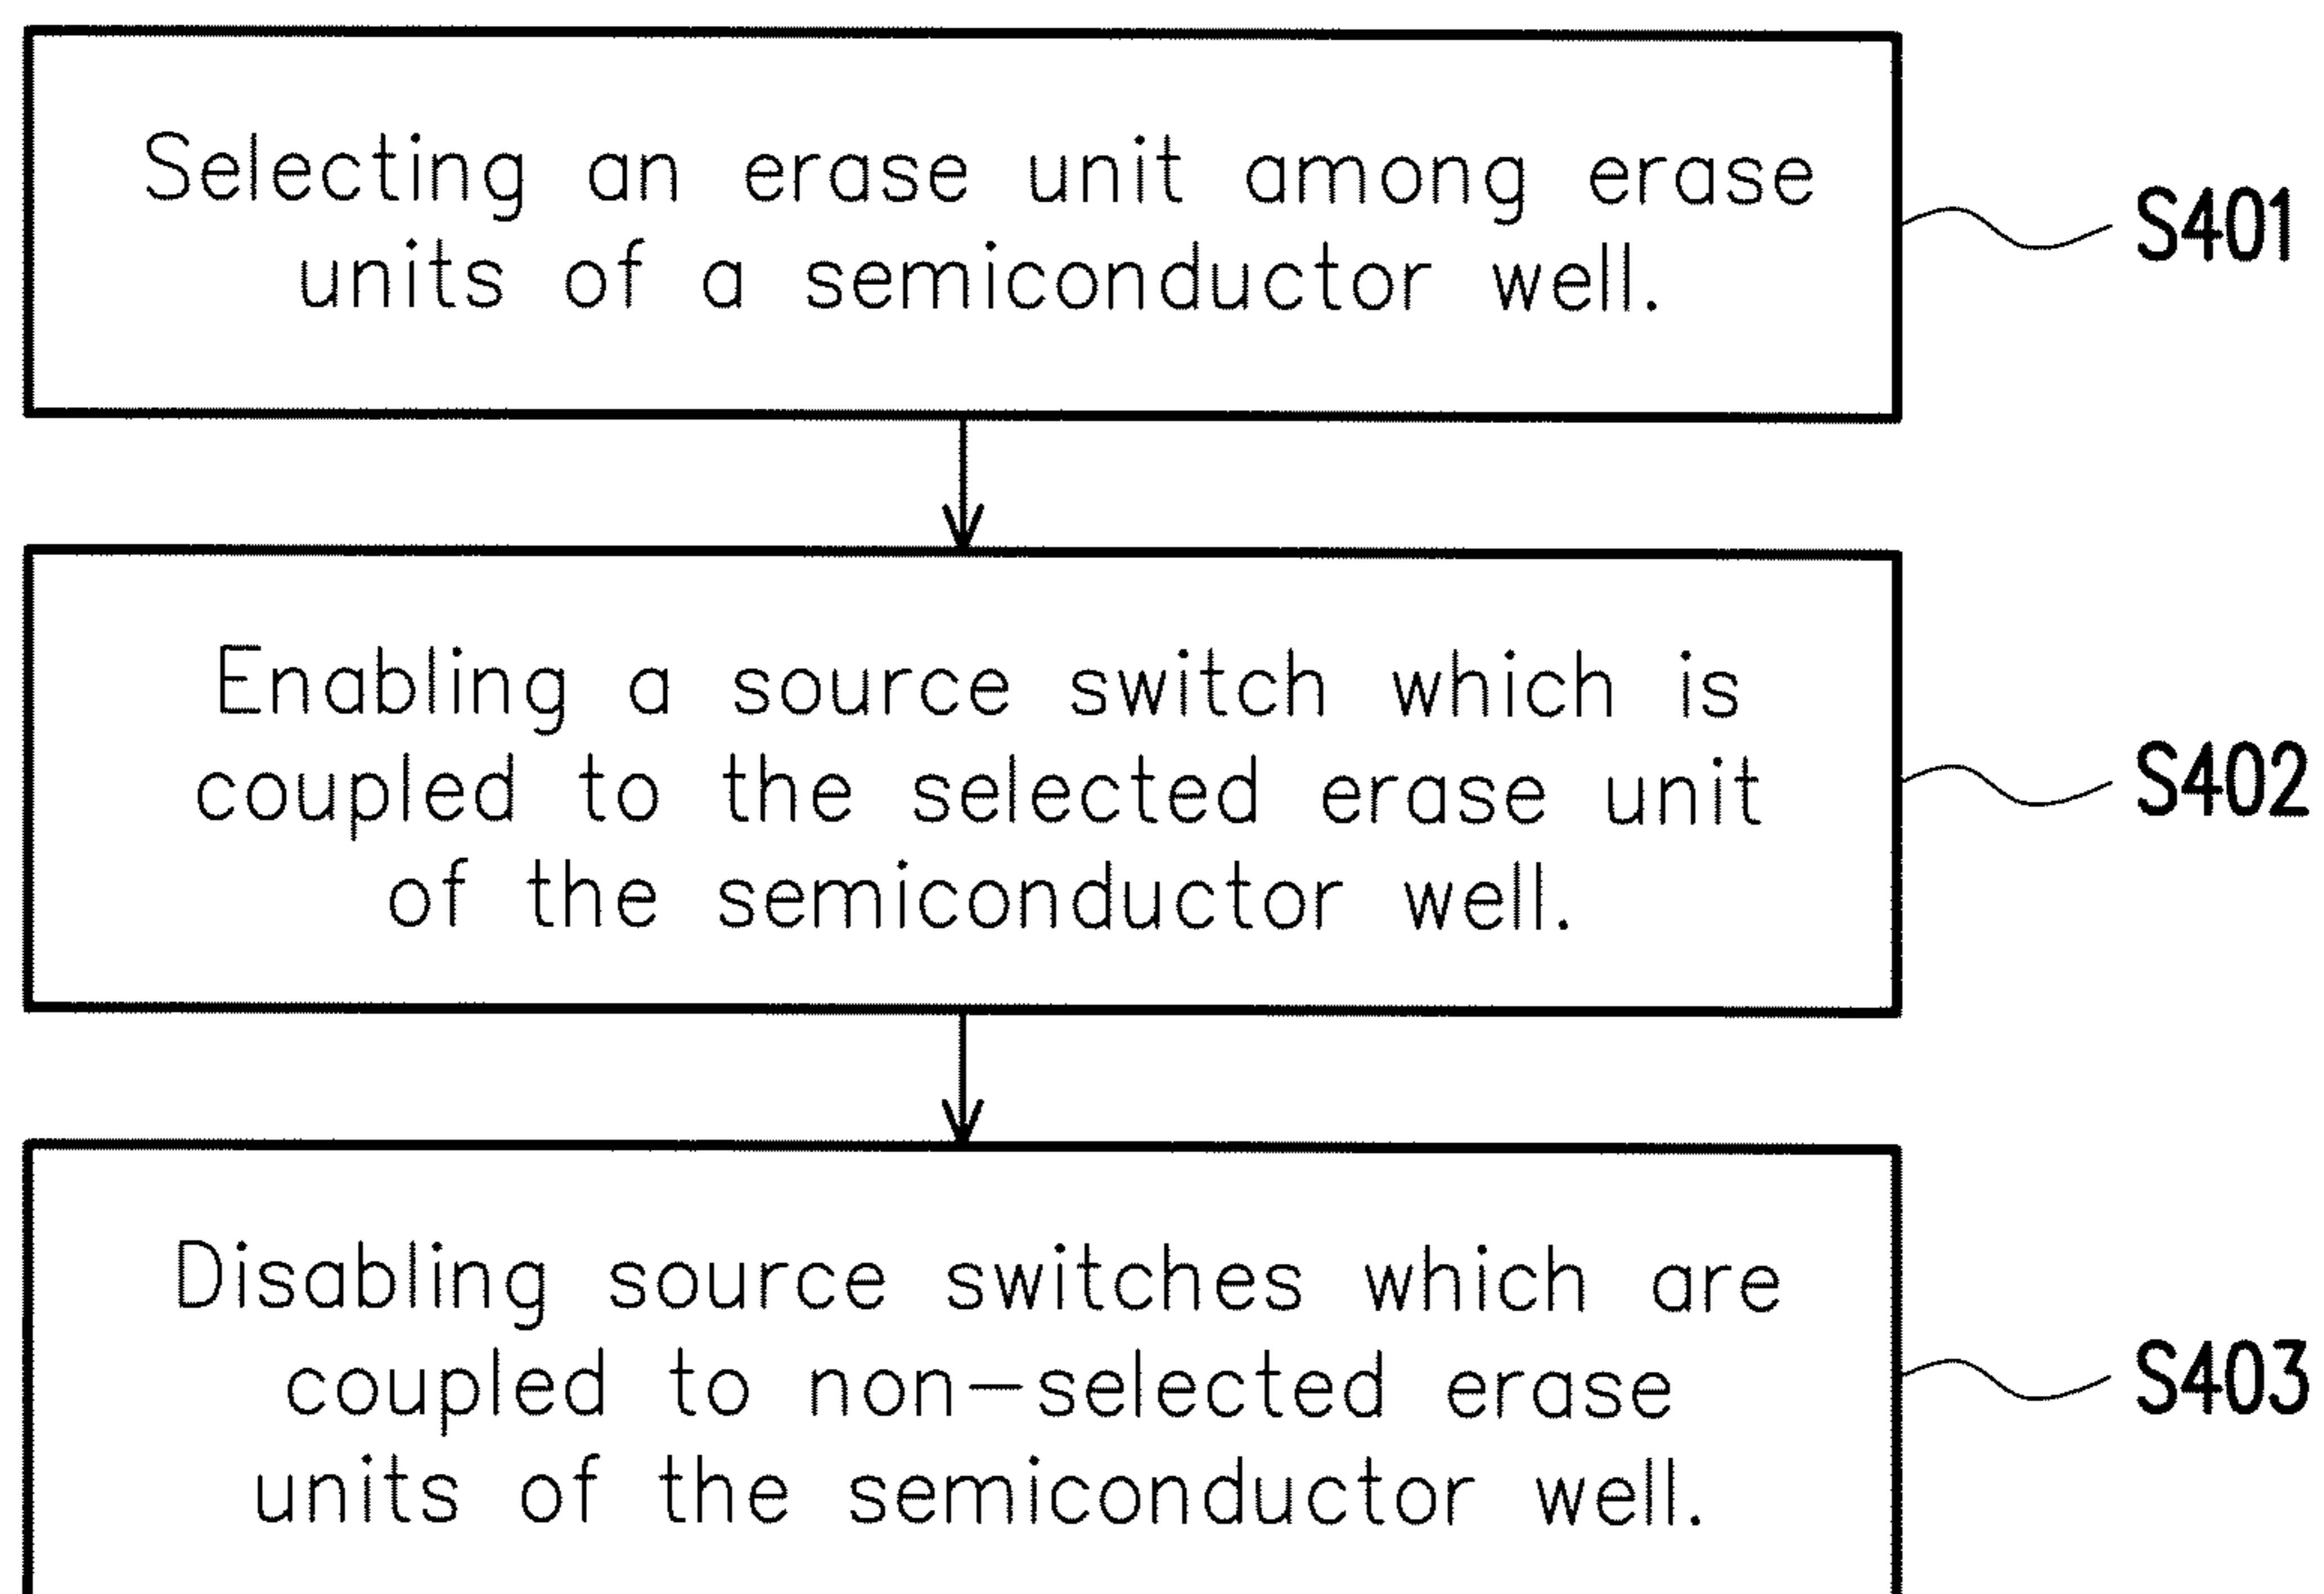 Selecting an erase unit among erase
units of a semiconductor well.
S401
Enabling a source switch which is
coupled to the selected erase unit
of the semiconductor well.
S402
Disabling source switches which are
coupled to non-selected erase
units of the semiconductor well.
S403